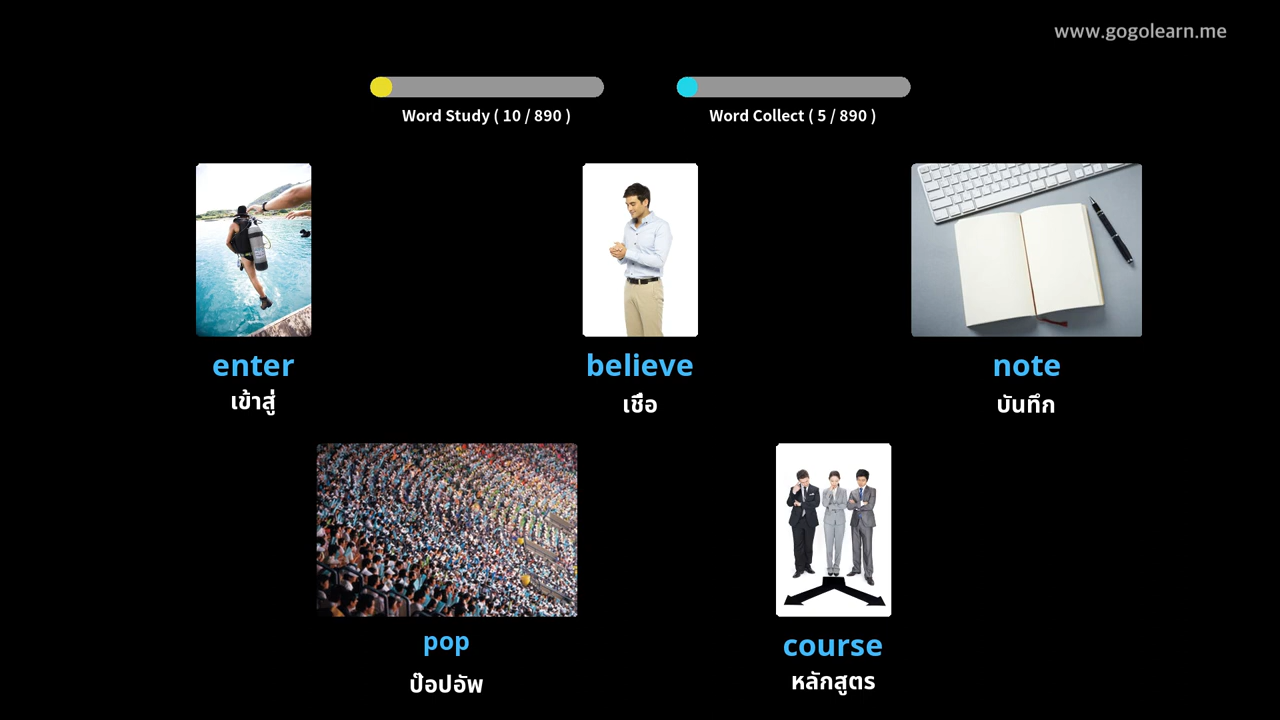 www.gogolearn.me
Word Study ( 10 / 890 )
Word Collect ( 5 / 890 )
enter
เข้าสู่
believe
เชื่อ
note
บันทึก
pop
ป๊อปอัพ
course
หลักสูตร